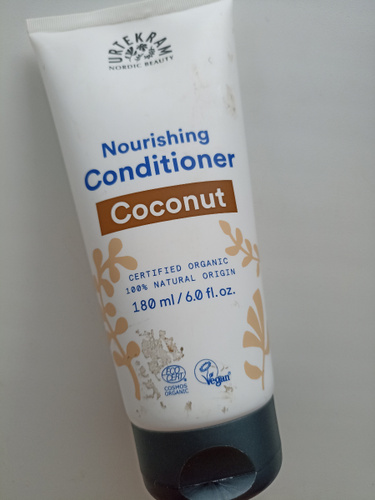 URTEKRAM
NORDIC BEAUTY
Nourishing
Conditioner
Coconut
CERTIFIED ORGANIC
100% NATURAL ORIGIN
180 ml / 6.0 fl. oz.
ECO
CERT
COSMOS
ORGANIC
Vegan